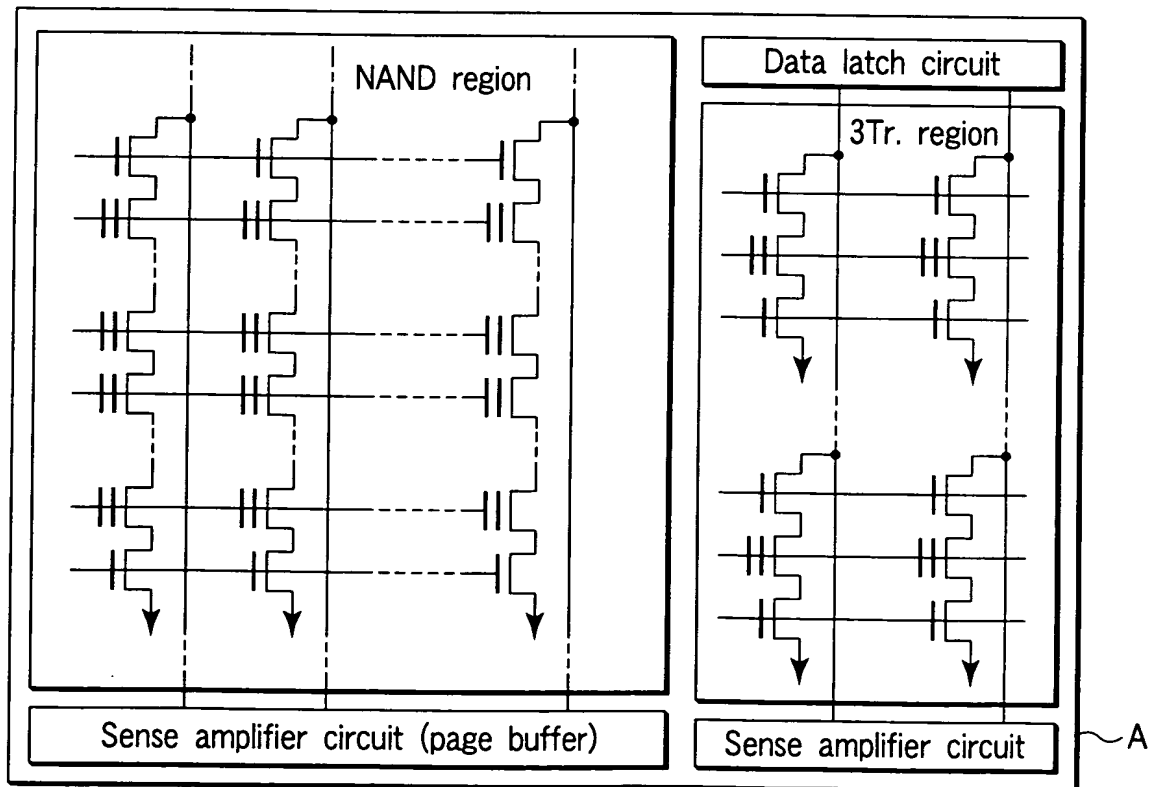 NAND region
Data latch circuit
3Tr. region
Sense amplifier circuit (page buffer)
Sense amplifier circuit
A